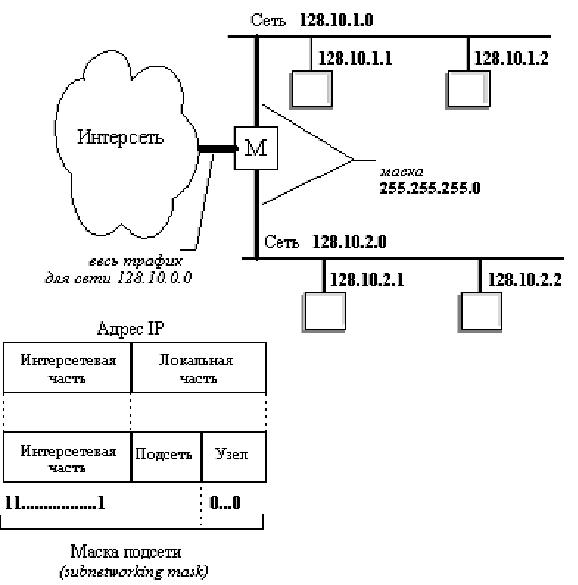 Сеть 128.10.1.0
128.10.1.1
128.10.1.2
Интерсеть
М
маска
255.255.255.0
Сеть 128.10.2.0
весь трафик
для сети 128.10.0.0
128.10.2.1
128.10.2.2
Адрес IP
Интерсетевая
часть
Локальная
часть
Интерсетевая
часть
Подсеть
Узел
11.................1
0...0
Маска подсети
(subnetworking mask)